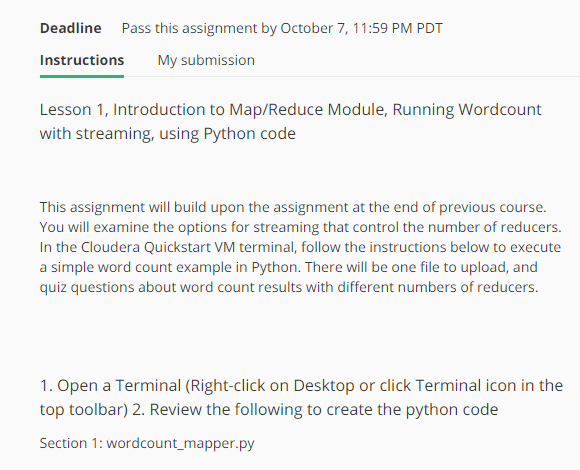 Deadline Pass this assignment by October 7, 11:59 PM PDT
Instructions My submission
Lesson 1, Introduction to Map/Reduce Module, Running Wordcount
with streaming, using Python code
This assignment will build upon the assignment at the end of previous course.
You will examine the options for streaming that control the number of reducers.
In the Cloudera Quickstart VM terminal, follow the instructions below to execute
a simple word count example in Python. There will be one file to upload, and
quiz questions about word count results with different numbers of reducers.
1. Open a Terminal (Right-click on Desktop or click Terminal icon in the
top toolbar) 2. Review the following to create the python code
Section 1: wordcount_mapper.py